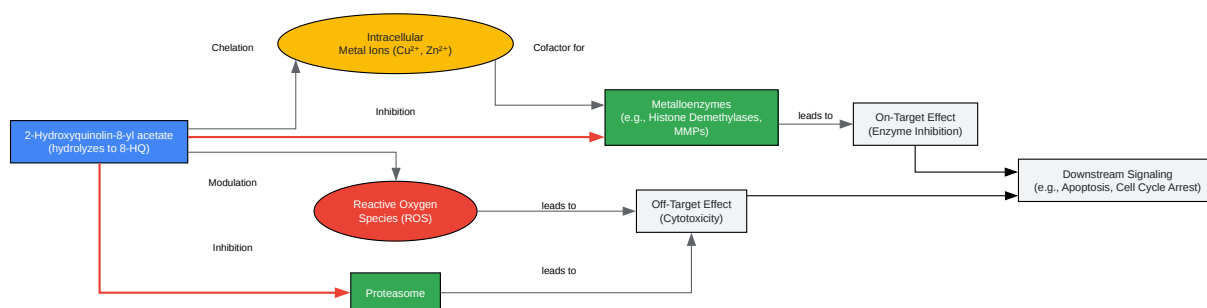 Intracellular
Metal Ions (Cu²⁺, Zn²⁺)
Chelation
Cofactor for
Inhibition
Metalloenzymes
(e.g., Histone Demethylases,
MMPs)
leads to
On-Target Effect
(Enzyme Inhibition)
2-Hydroxyquinolin-8-yl acetate
(hydrolyzes to 8-HQ)
Downstream Signaling
(e.g., Apoptosis, Cell Cycle Arrest)
Modulation
Reactive Oxygen
Species (ROS)
leads to
Off-Target Effect
(Cytotoxicity)
Inhibition
leads to
Proteasome